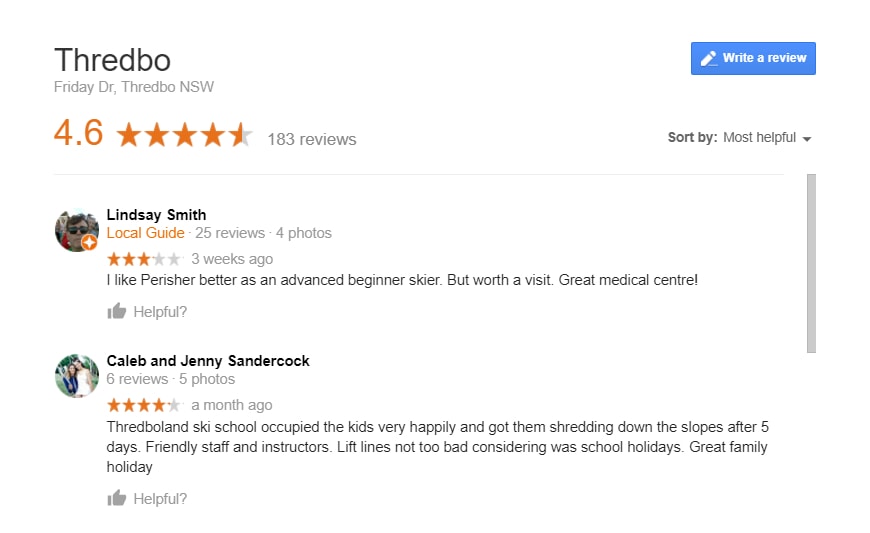 Thredbo
Write a review
Friday Dr, Thredbo NSW
4.6
183 reviews
Sort by: Most helpful
Lindsay Smith
Local Guide · 25 reviews · 4 photos
3 weeks ago
I like Perisher better as an advanced beginner skier. But worth a visit. Great medical centre!
Helpful?
Caleb and Jenny Sandercock
6 reviews · 5 photos
a month ago
Thredboland ski school occupied the kids very happily and got them shredding down the slopes after 5
days. Friendly staff and instructors. Lift lines not too bad considering was school holidays. Great family
holiday
Helpful?